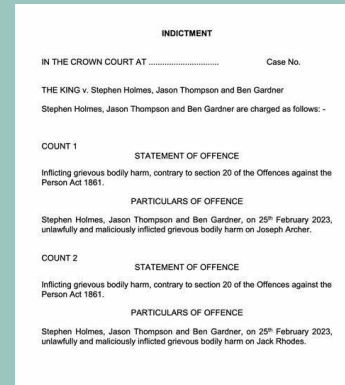 INDICTMENT
IN THE CROWN COURT AT .............................. Case No.
THE KING v. Stephen Holmes, Jason Thompson and Ben Gardner
Stephen Holmes, Jason Thompson and Ben Gardner are charged as follows: -
COUNT 1
STATEMENT OF OFFENCE
Inflicting grievous bodily harm, contrary to section 20 of the Offences against the
Person Act 1861.
PARTICULARS OF OFFENCE
Stephen Holmes, Jason Thompson and Ben Gardner, on 25th February 2023,
unlawfully and maliciously inflicted grievous bodily harm on Joseph Archer.
COUNT 2
STATEMENT OF OFFENCE
Inflicting grievous bodily harm, contrary to section 20 of the Offences against the
Person Act 1861.
PARTICULARS OF OFFENCE
Stephen Holmes, Jason Thompson and Ben Gardner, on 25th February 2023,
unlawfully and maliciously inflicted grievous bodily harm on Jack Rhodes.